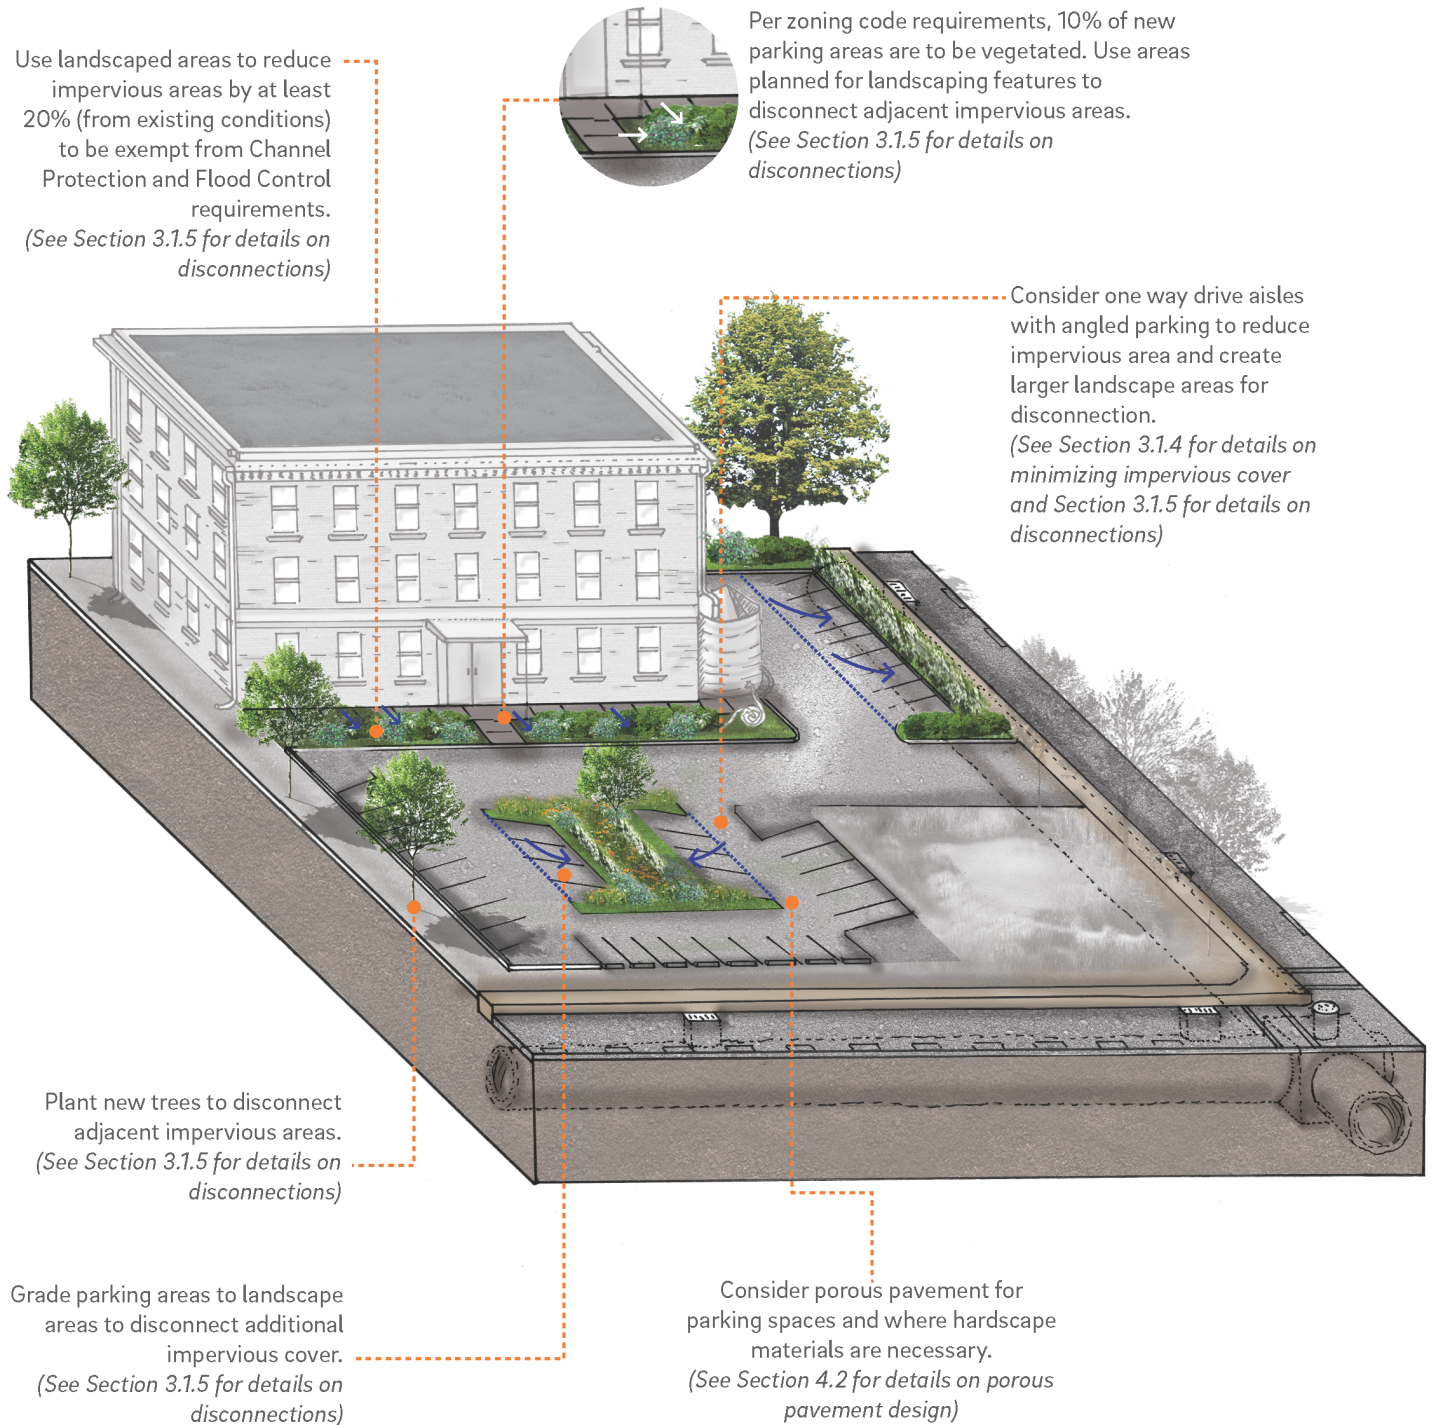 Use landscaped areas to reduce
impervious areas by at least
20% (from existing conditions)
to be exempt from Channel
Protection and Flood Control
requirements.
(See Section 3.1.5 for details on
disconnections)
Per zoning code requirements, 10% of new
parking areas are to be vegetated. Use areas
planned for landscaping features to
disconnect adjacent impervious areas.
(See Section 3.1.5 for details on
disconnections)
Consider one way drive aisles
with angled parking to reduce
impervious area and create
larger landscape areas for
disconnection.
(See Section 3.1.4 for details on
minimizing impervious cover
and Section 3.1.5 for details on
disconnections)
Plant new trees to disconnect
adjacent impervious areas.
(See Section 3.1.5 for details on
disconnections)
Grade parking areas to landscape
areas to disconnect additional
impervious cover.
(See Section 3.1.5 for details on
disconnections)
Consider porous pavement for
parking spaces and where hardscape
materials are necessary.
(See Section 4.2 for details on porous
pavement design)